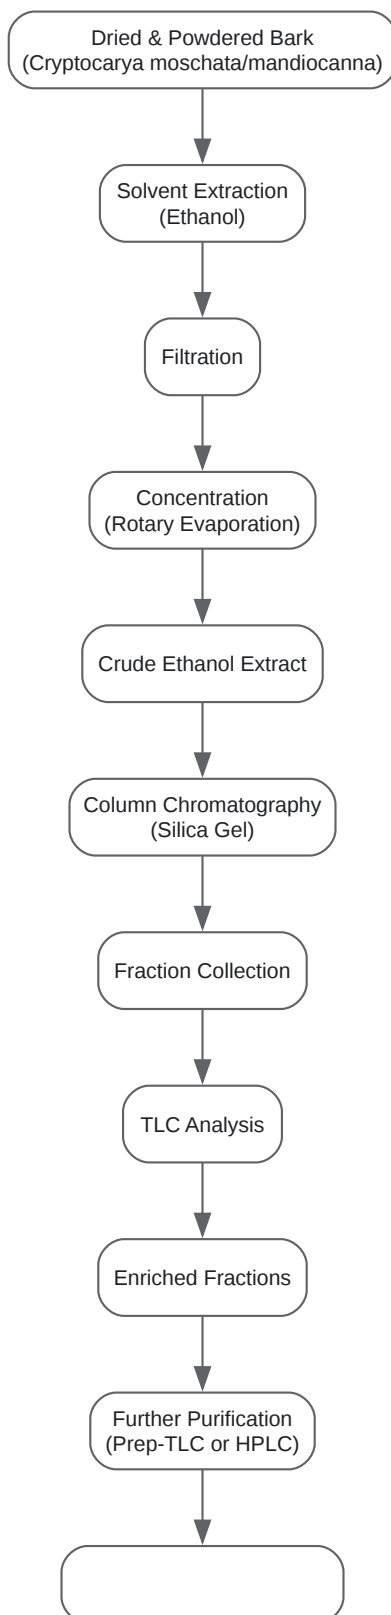 Dried & Powdered Bark
(Cryptocarya moschata/mandiocanna)
Solvent Extraction
(Ethanol)
Filtration
Concentration
(Rotary Evaporation)
Crude Ethanol Extract
Column Chromatography
(Silica Gel)
Fraction Collection
TLC Analysis
Enriched Fractions
Further Purification
(Prep-TLC or HPLC)